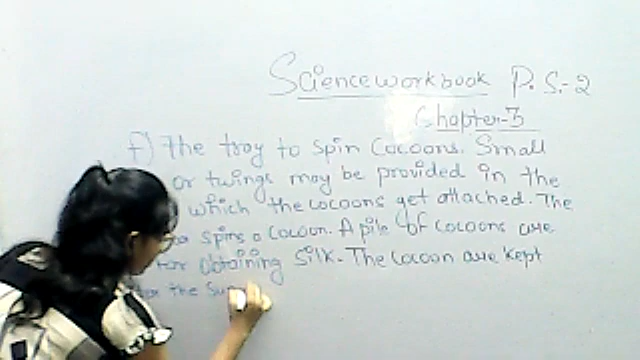 Science workbook P.S.-2
Chapter-3
f) The tray to spin Cocoons. Small
or twings may be provided in the
which the cocoons get attached. The
spins a Cocoon. A pile of cocoons are
for obtaining Silk. The Cocoon are kept
the Sun